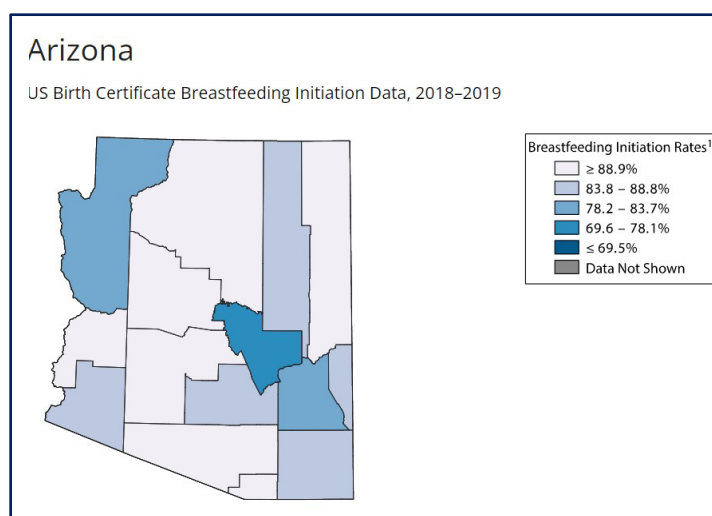 Arizona
US Birth Certificate Breastfeeding Initiation Data, 2018–2019
Breastfeeding Initiation Rates¹
≥ 88.9%
83.8 – 88.8%
78.2 – 83.7%
69.6 – 78.1%
≤ 69.5%
Data Not Shown